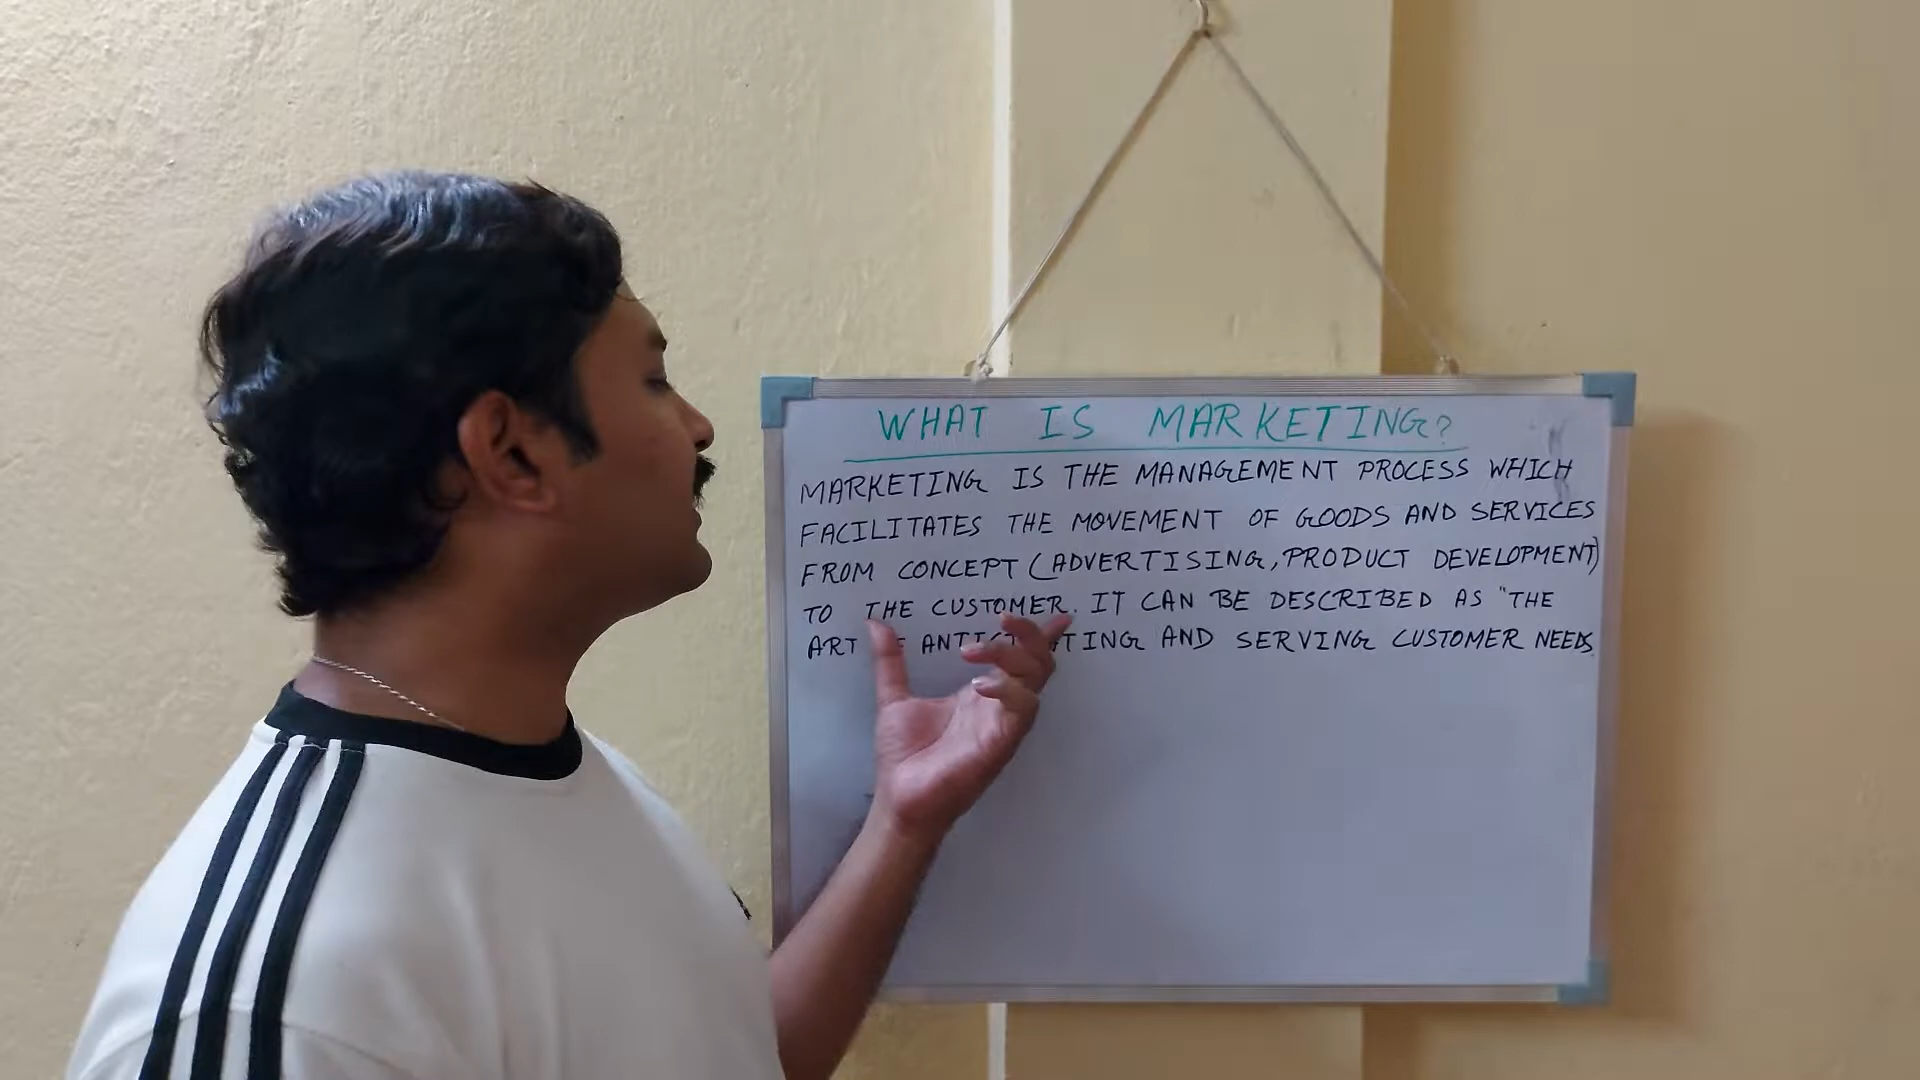 WHAT IS MARKETING?
MARKETING IS THE MANAGEMENT PROCESS WHICH
FACILITATES THE MOVEMENT OF GOODS AND SERVICES
FROM CONCEPT (ADVERTISING, PRODUCT DEVELOPMENT)
TO THE CUSTOMER. IT CAN BE DESCRIBED AS "THE
ART AND SERVING CUSTOMER NEEDS